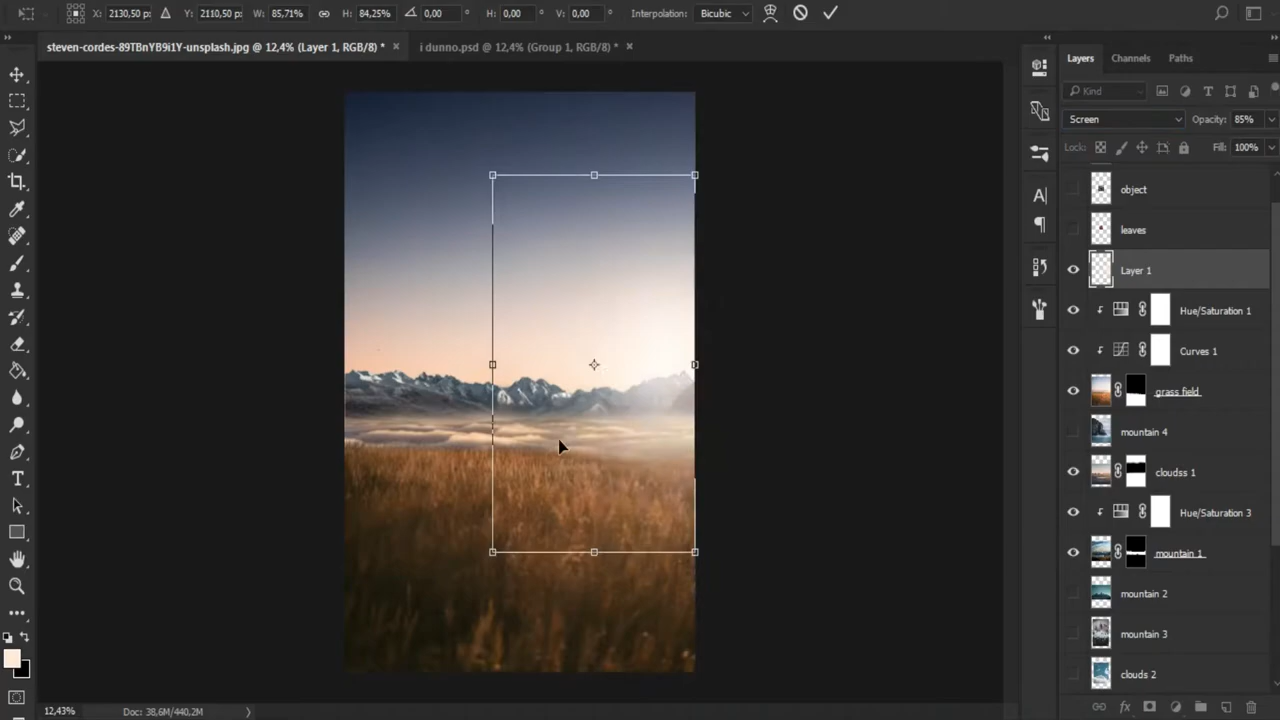 X: 2130,50 px Y: 2110,50 px W: 85,71% H: 84,25% 0,00 H: 0,00 V: 0,00 Interpolation: Bicubic
steven-cordes-89TBnYB9i1Y-unsplash.jpg @ 12,4% (Layer 1, RGB/8) * × i dunno.psd @ 12,4% (Group 1, RGB/8) * ×
Layers Channels Paths
Kind
Screen Opacity: 85%
Lock: Fill: 100%
object
leaves
Layer 1
Hue/Saturation 1
Curves 1
grass field
mountain 4
cloudss 1
Hue/Saturation 3
mountain 1
mountain 2
mountain 3
clouds 2
12,43% Doc: 38,6M/440,2M